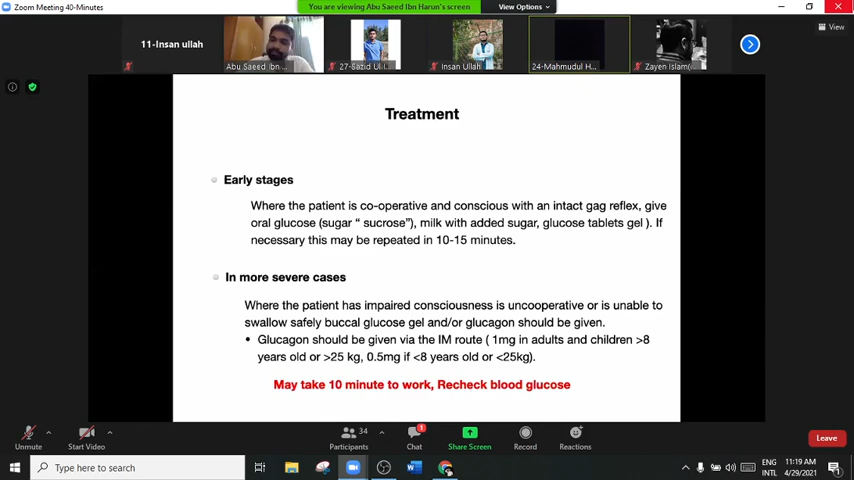 Zoom Meeting 40-Minutes
You are viewing Abu Saeed Ibn Harun's screen
View Options
View
11-Insan ullah
Abu Saeed Ibn...
27-Sazid Ul I...
Insan Ullah
24-Mahmudul H...
Zayen Islam(l...
Treatment
Early stages
Where the patient is co-operative and conscious with an intact gag reflex, give
oral glucose (sugar “ sucrose”), milk with added sugar, glucose tablets gel ). If
necessary this may be repeated in 10-15 minutes.
In more severe cases
Where the patient has impaired consciousness is uncooperative or is unable to
swallow safely buccal glucose gel and/or glucagon should be given.
• Glucagon should be given via the IM route ( 1mg in adults and children >8
years old or >25 kg, 0.5mg if <8 years old or <25kg).
May take 10 minute to work, Recheck blood glucose
Unmute
Start Video
34
Participants
1
Chat
Share Screen
Record
Reactions
Leave
Type here to search
ENG
INTL
11:19 AM
4/29/2021